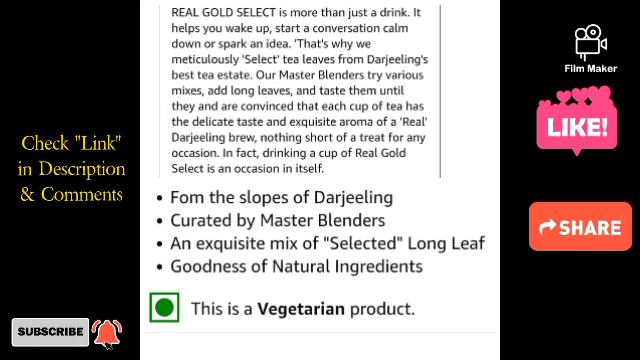 REAL GOLD SELECT is more than just a drink. It
helps you wake up, start a conversation calm
down or spark an idea. 'That's why we
meticulously 'Select' tea leaves from Darjeeling's
best tea estate. Our Master Blenders try various
mixes, add long leaves, and taste them until
they and are convinced that each cup of tea has
the delicate taste and exquisite aroma of a 'Real'
Darjeeling brew, nothing short of a treat for any
occasion. In fact, drinking a cup of Real Gold
Select is an occasion in itself.
• Fom the slopes of Darjeeling
• Curated by Master Blenders
• An exquisite mix of "Selected" Long Leaf
• Goodness of Natural Ingredients
This is a Vegetarian product.
Check "Link"
in Description
& Comments
SUBSCRIBE
Film Maker
LIKE!
SHARE